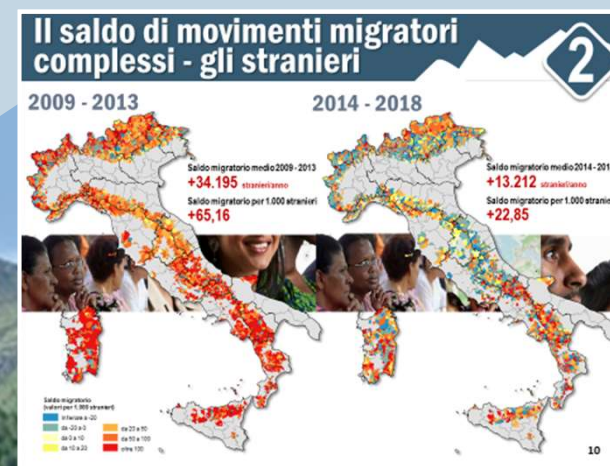 Il saldo di movimenti migratori
complessi - gli stranieri
2
2009 - 2013
2014 - 2018
Saldo migratorio medio 2009 - 2013
+34.195 stranieri/anno
Saldo migratorio per 1.000 stranieri
+65,16
Saldo migratorio medio 2014 - 201
+13.212 stranieri/anno
Saldo migratorio per 1.000 stranie
+22,85
Saldo migratorio
(valori per 1.000 stranieri)
inferiore a -20
da -20 a 0
da 0 a 10
da 10 a 20
da 20 a 50
da 50 a 100
oltre 100
10